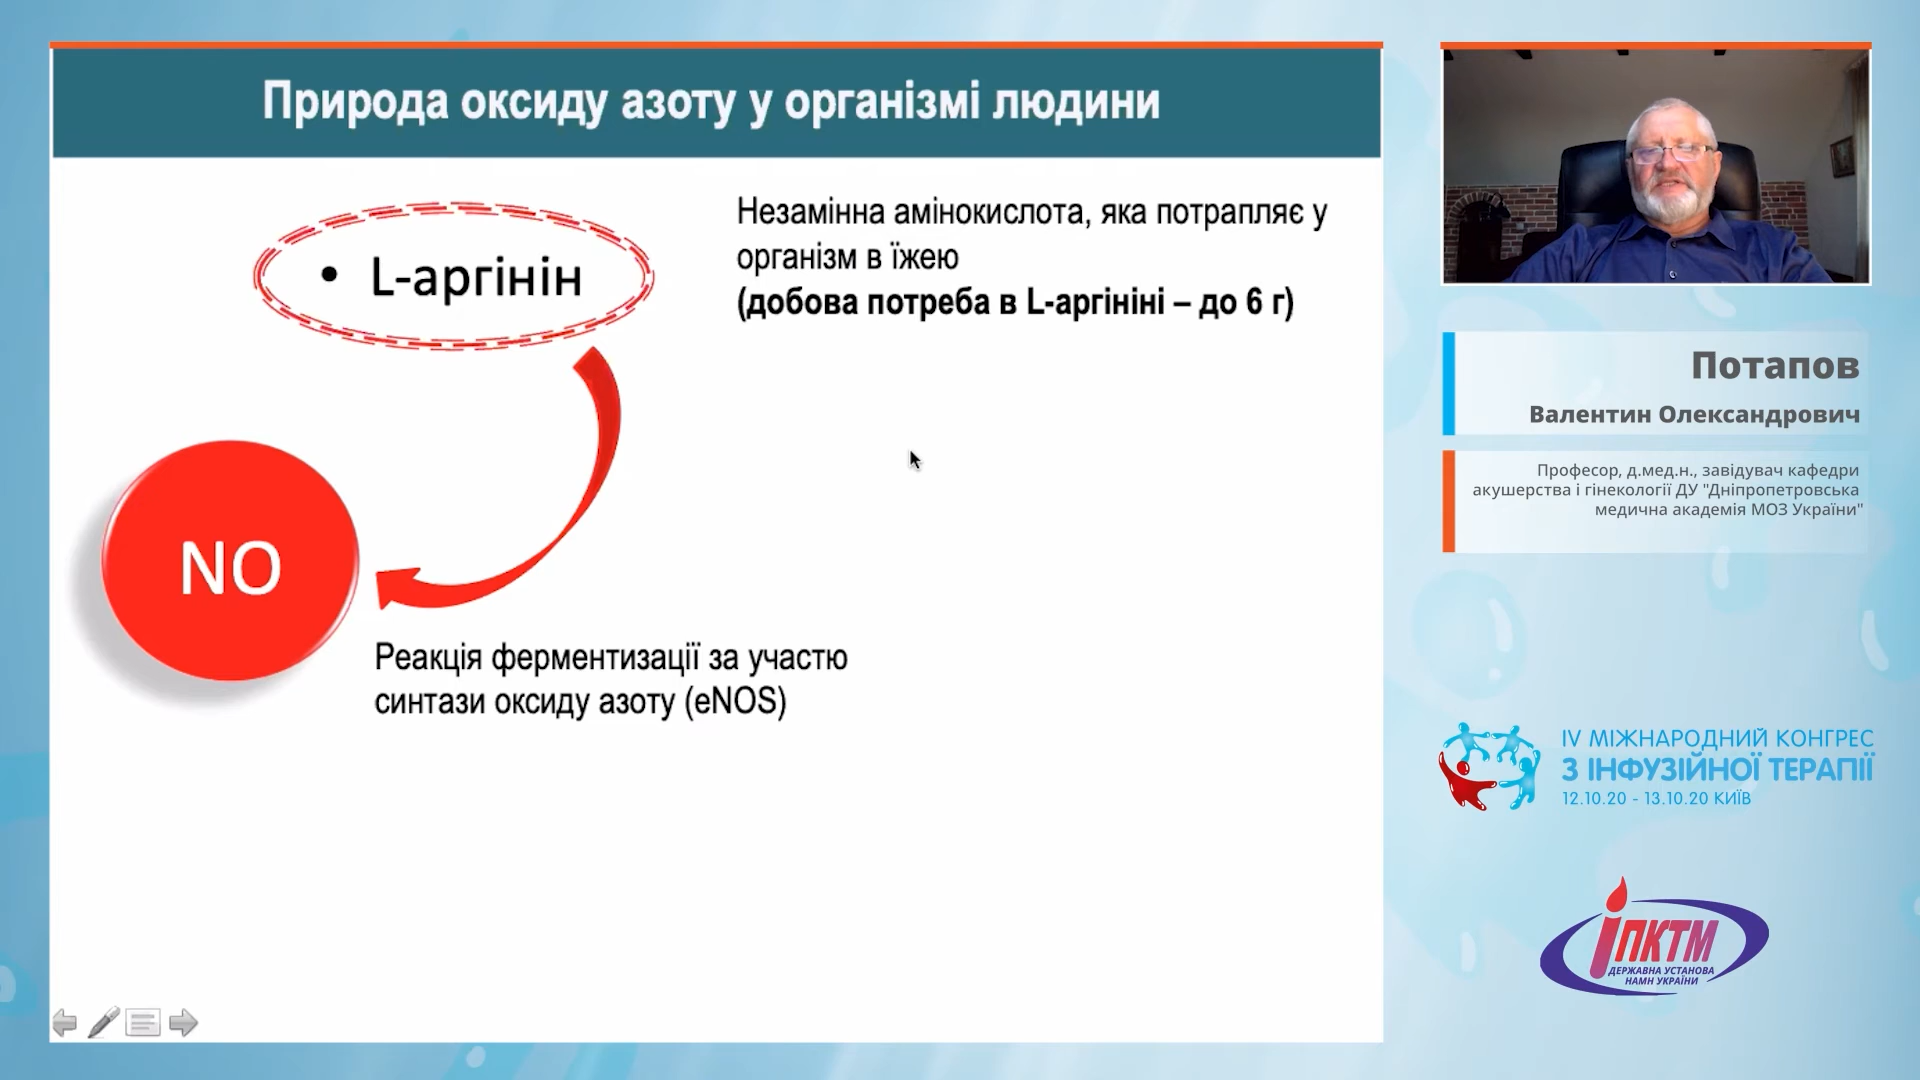 Природа оксиду азоту у організмі людини
• L-аргінін
Незамінна амінокислота, яка потрапляє у
організм в їжею
(добова потреба в L-аргініні – до 6 г)
NO
Реакція ферментизації за участю
синтази оксиду азоту (eNOS)
Потапов
Валентин Олександрович
Професор, д.мед.н., завідувач кафедри
акушерства і гінекології ДУ "Дніпропетровська
медична академія МОЗ України"
IV МІЖНАРОДНИЙ КОНГРЕС
З ІНФУЗІЙНОЇ ТЕРАПІЇ
12.10.20 - 13.10.20 КИЇВ
ІПКТМ
ДЕРЖАВНА УСТАНОВА
НАМН УКРАЇНИ